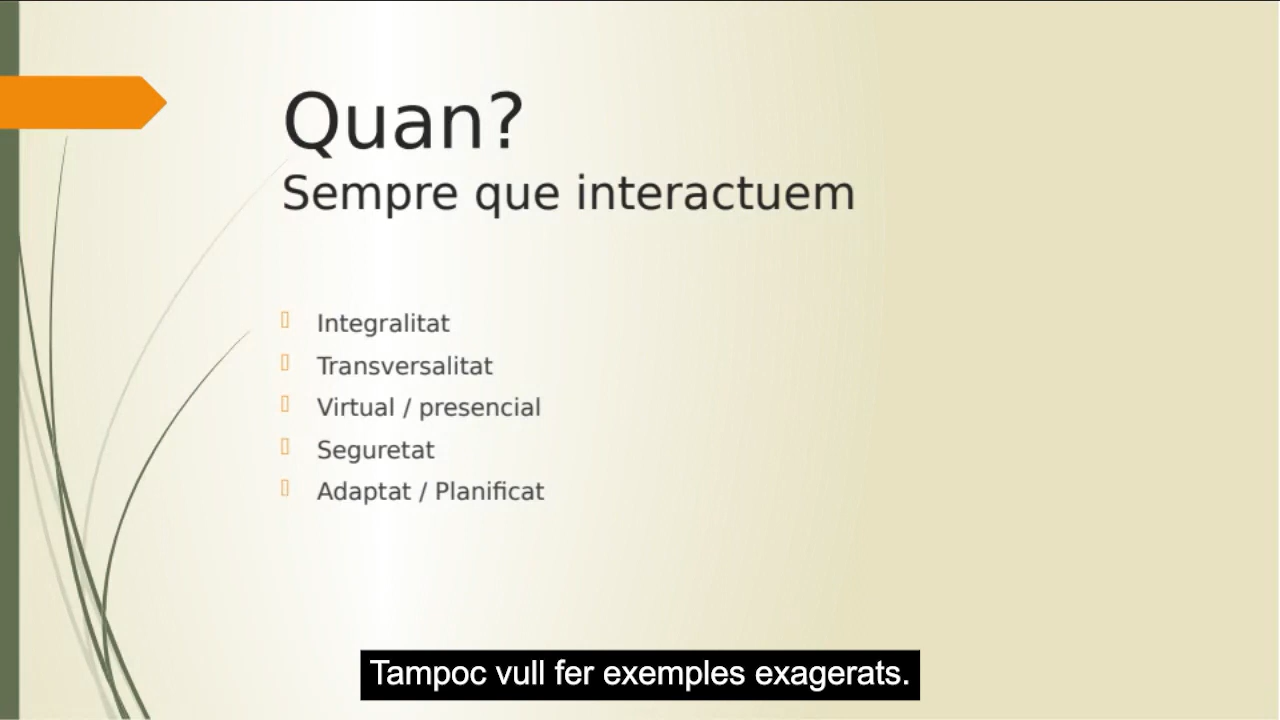 Quan?
Sempre que interactuem
Integralitat
Transversalitat
Virtual / presencial
Seguretat
Adaptat / Planificat
Tampoc vull fer exemples exagerats.